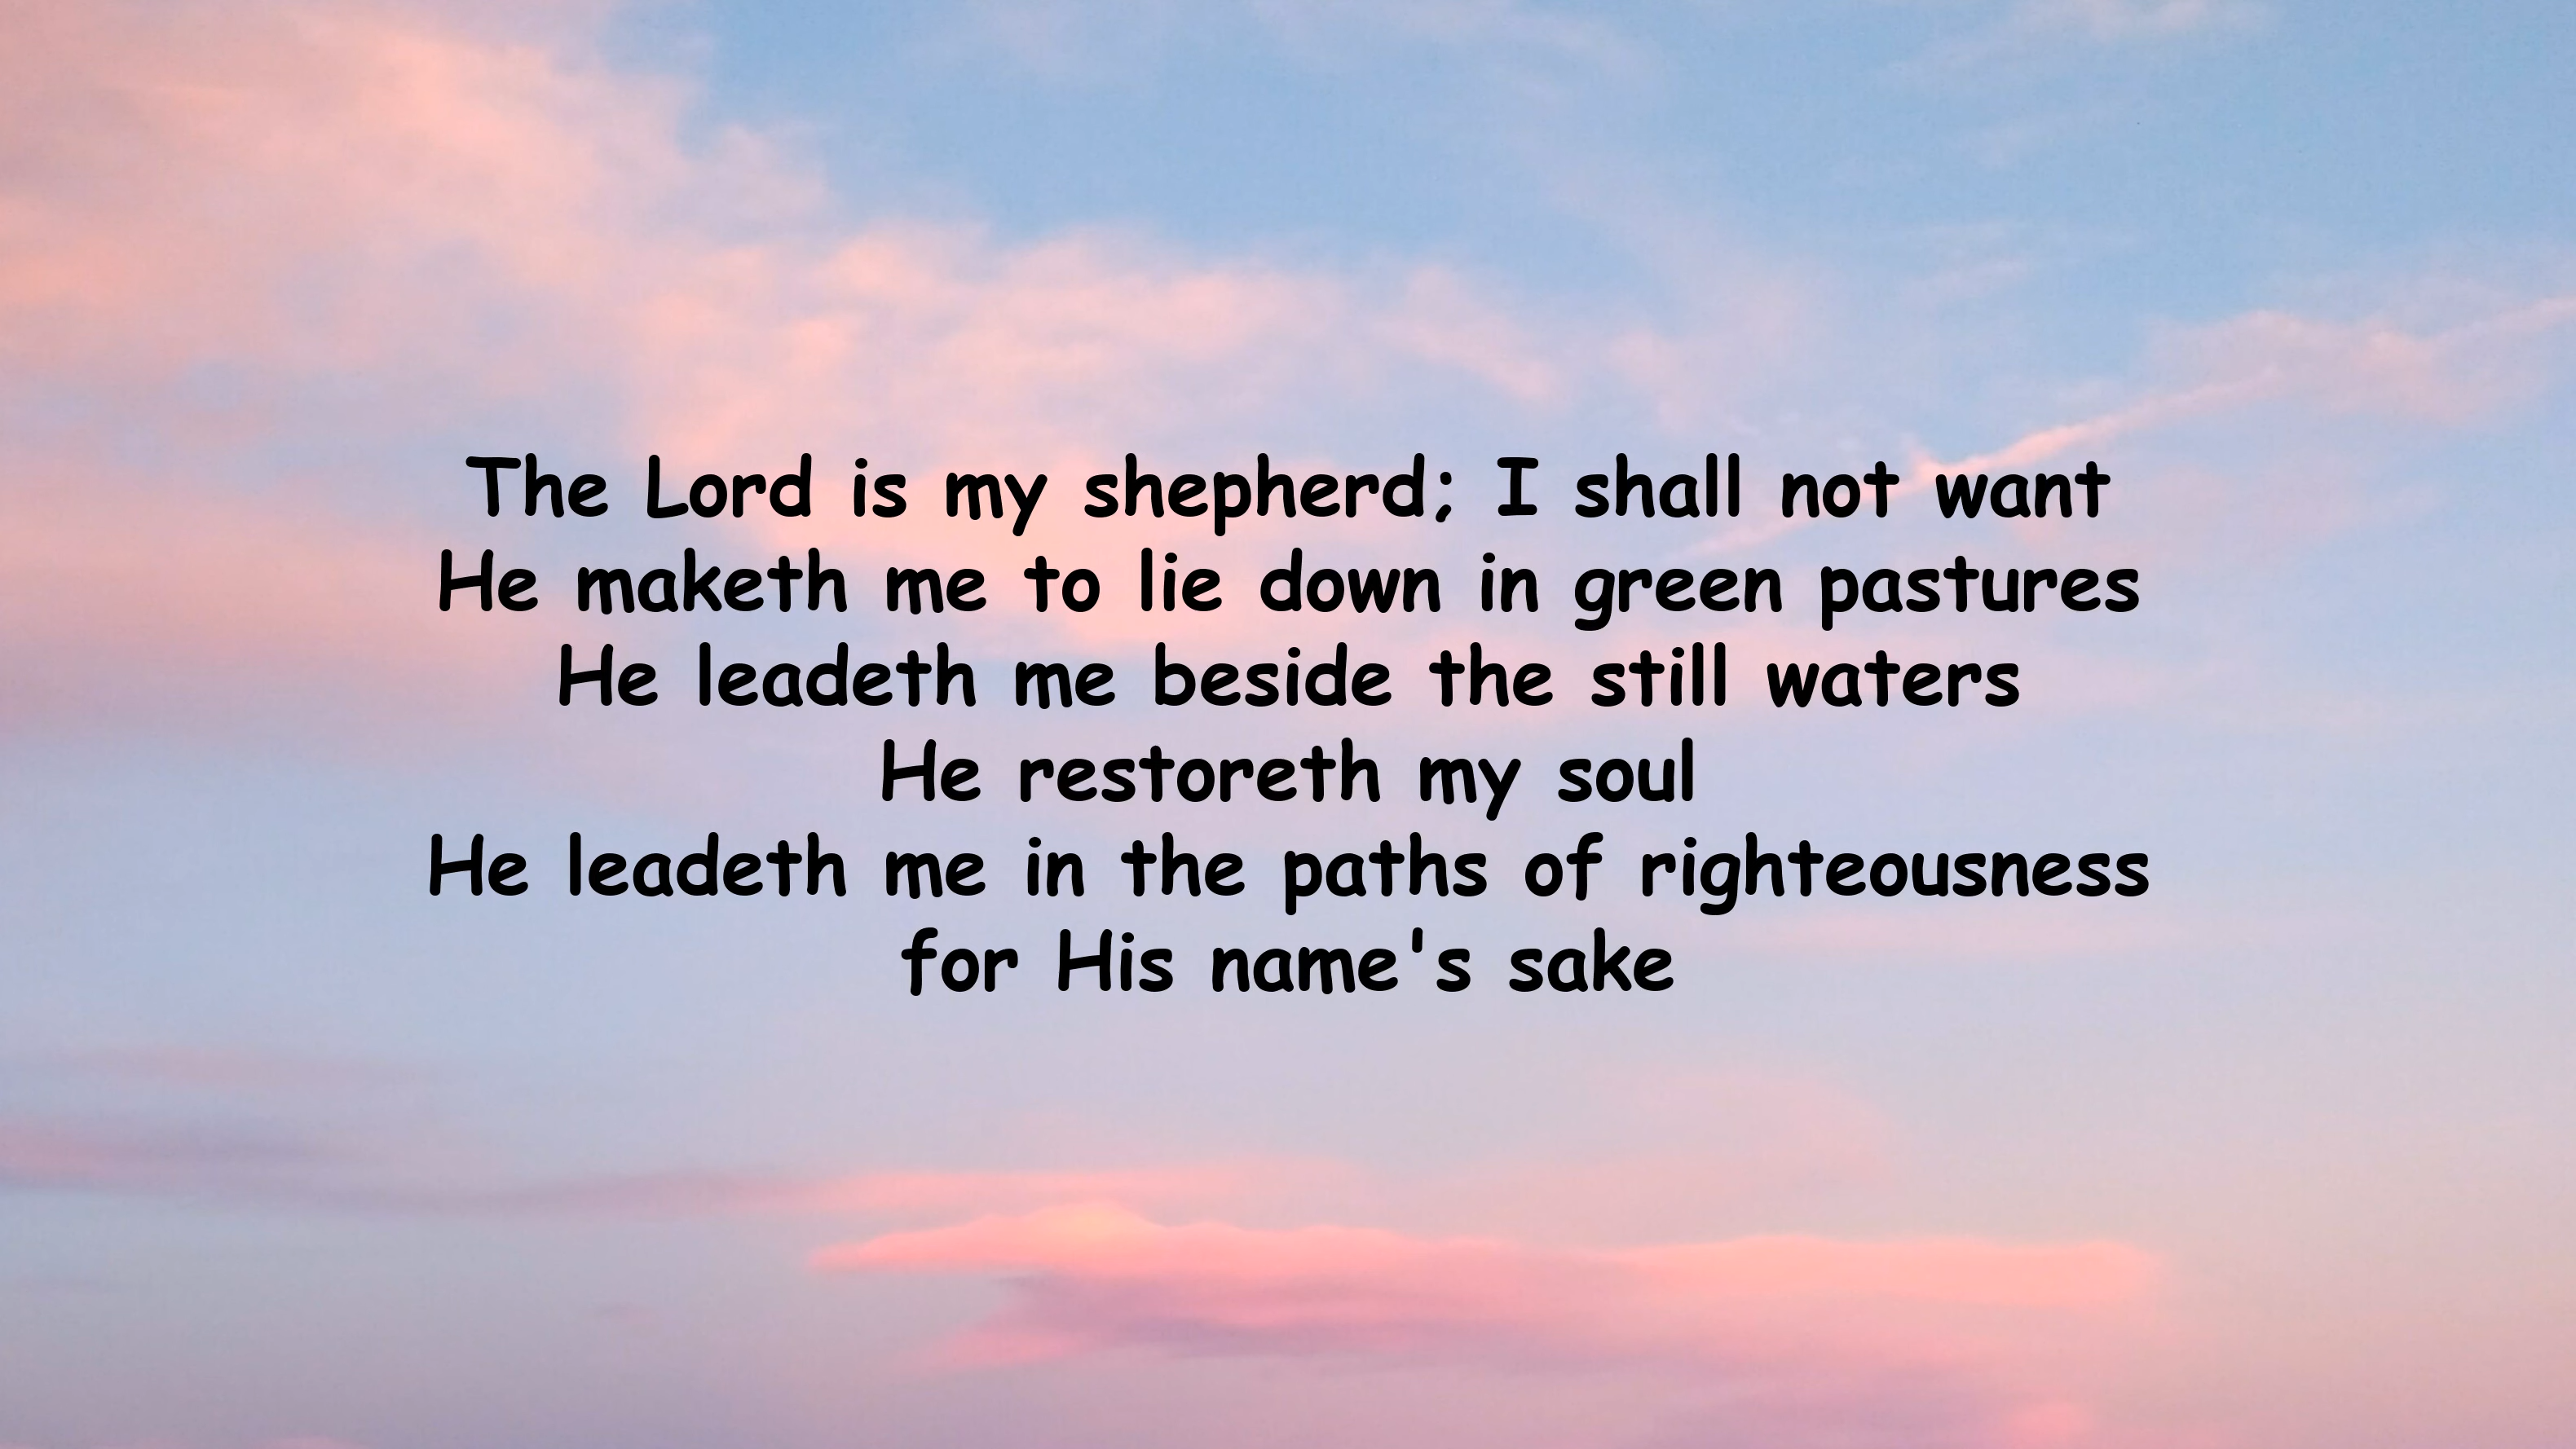 The Lord is my shepherd; I shall not want
He maketh me to lie down in green pastures
He leadeth me beside the still waters
He restoreth my soul
He leadeth me in the paths of righteousness
for His name's sake